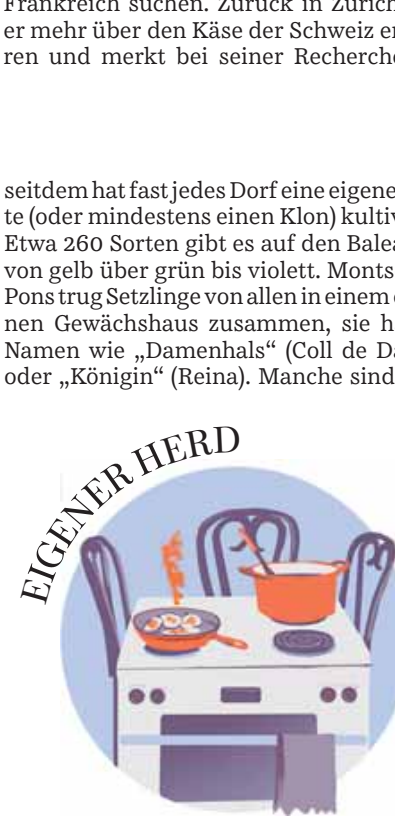 Frankreich suchen. Zurück in Zürich
er mehr über den Käse der Schweiz er
ren und merkt bei seiner Recherche
seitdem hat fast jedes Dorf eine eigene
te (oder mindestens einen Klon) kultiv
Etwa 260 Sorten gibt es auf den Balea
von gelb über grün bis violett. Monts
Pons trug Setzlinge von allen in einem
nen Gewächshaus zusammen, sie h
Namen wie „Damenhals“ (Coll de Da
oder „Königin“ (Reina). Manche sind
EIGENER HERD